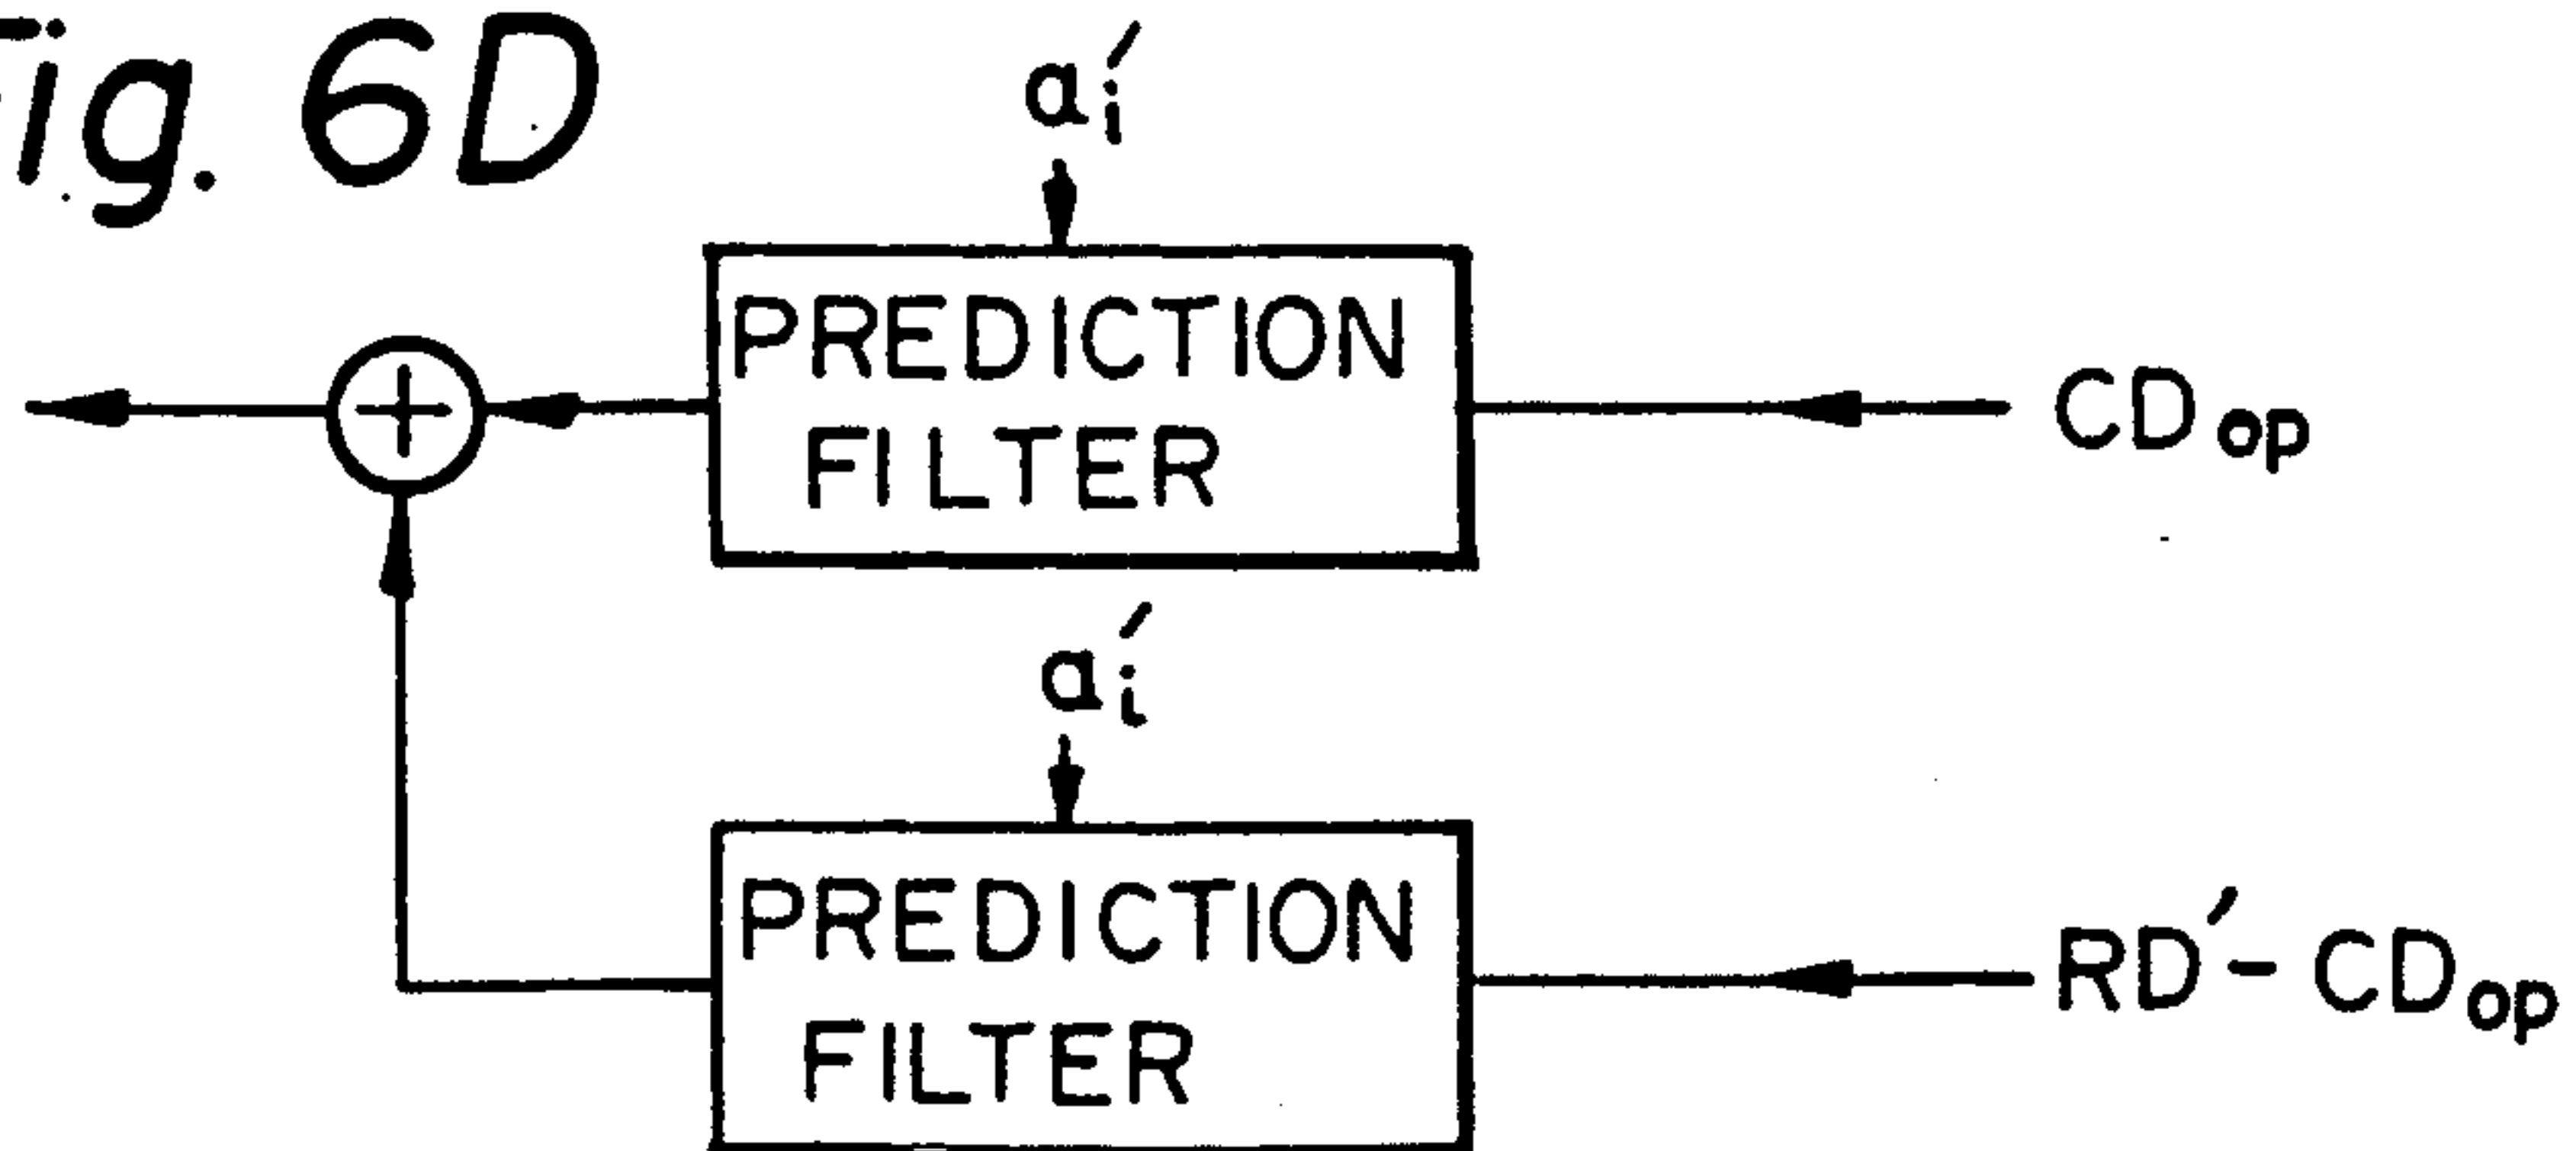 Fig. 6D
a'i
PREDICTION
FILTER
CDop
+
a'i
PREDICTION
FILTER
RD' - CDop